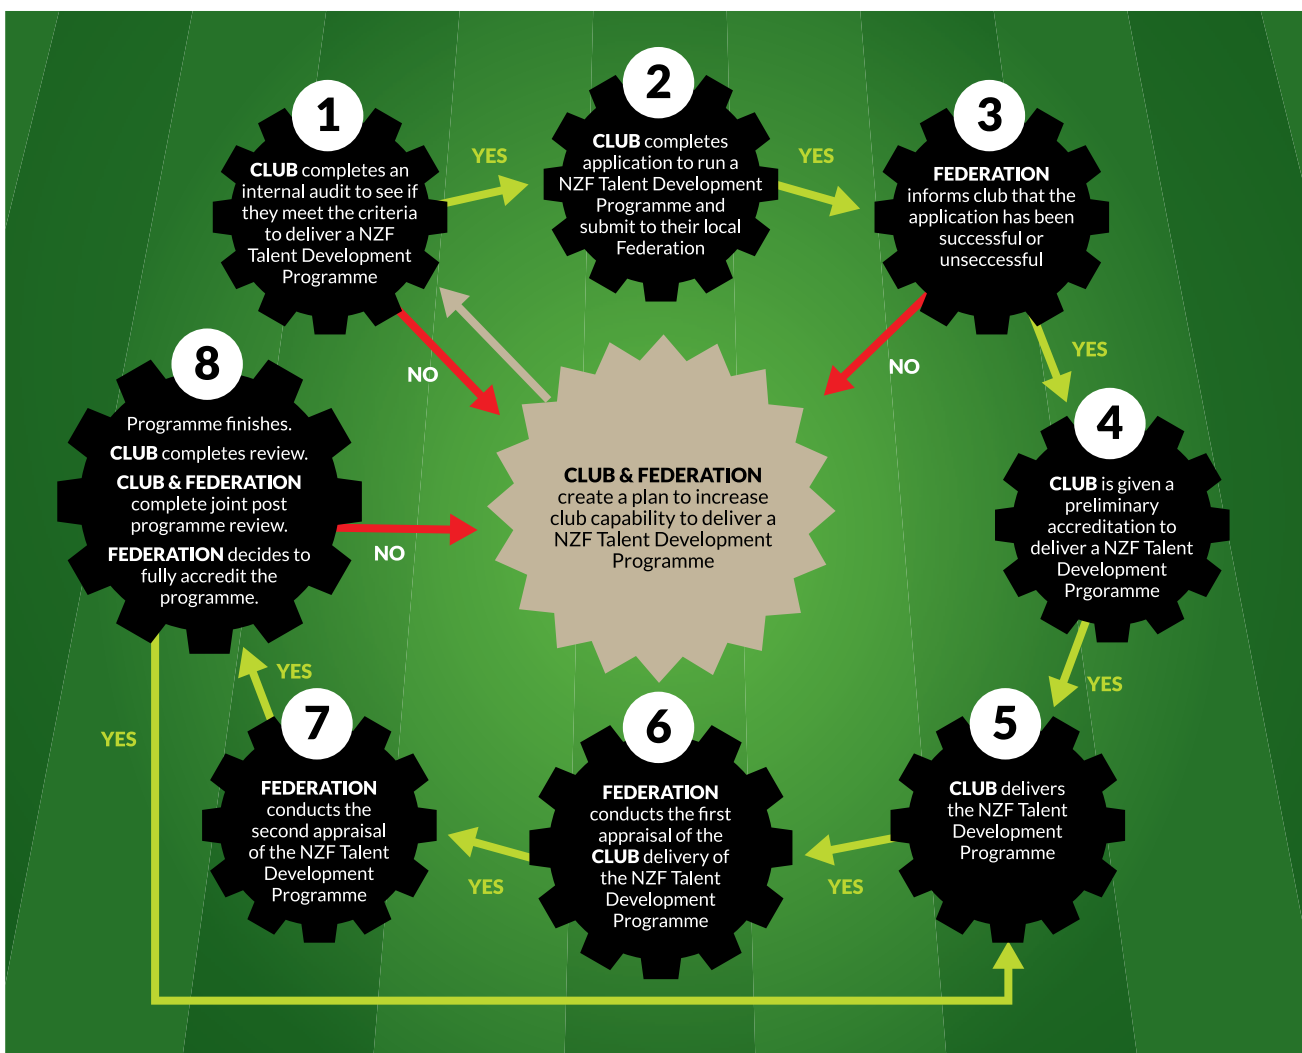 1
CLUB completes an
internal audit to see if
they meet the criteria
to deliver a NZF
Talent Development
Programme
YES
NO
2
CLUB completes
application to run a
NZF Talent Development
Programme and
submit to their local
Federation
YES
3
FEDERATION
informs club that the
application has been
successful or
unseccessful
NO
YES
4
CLUB is given a
preliminary
accreditation to
deliver a NZF Talent
Development
Prgoramme
YES
5
CLUB delivers
the NZF Talent
Development
Programme
YES
6
FEDERATION
conducts the first
appraisal of the
CLUB delivery of
the NZF Talent
Development
Programme
YES
7
FEDERATION
conducts the
second appraisal
of the NZF Talent
Development
Programme
YES
8
Programme finishes.
CLUB completes review.
CLUB & FEDERATION
complete joint post
programme review.
FEDERATION decides to
fully accredit the
programme.
NO
YES
CLUB & FEDERATION
create a plan to increase
club capability to deliver a
NZF Talent Development
Programme